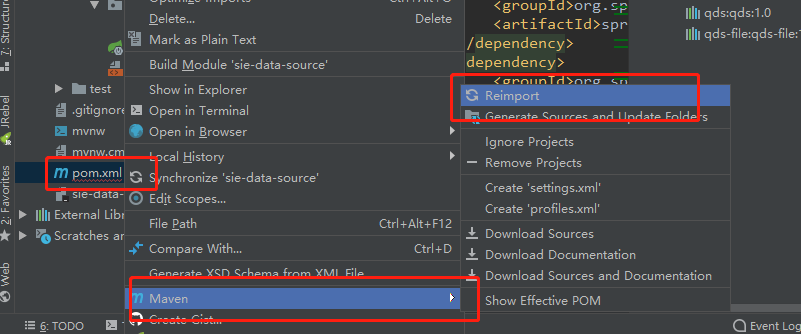 7: Structure
JRebel
2: Favorites
Web
test
.gitignore
mvnw
mvnw.cm
pom.xml
sie-data-
External Libr
Scratches an
6: TODO
Optimize Imports
Ctrl+Alt+O
Delete...
Delete
Mark as Plain Text
Build Module 'sie-data-source'
Show in Explorer
Open in Terminal
Open in Browser
Local History
Synchronize 'sie-data-source'
Edit Scopes...
File Path
Ctrl+Alt+F12
Compare With...
Ctrl+D
Generate XSD Schema from XML File
Maven
Create Gist...
<groupId>org.sp
<artifactId>spr
/dependency>
dependency>
<groupId>org.sp
qds:qds:1.0
qds-file:qds-file:1
Reimport
Generate Sources and Update Folders
Ignore Projects
Remove Projects
Create 'settings.xml'
Create 'profiles.xml'
Download Sources
Download Documentation
Download Sources and Documentation
Show Effective POM
Event Log